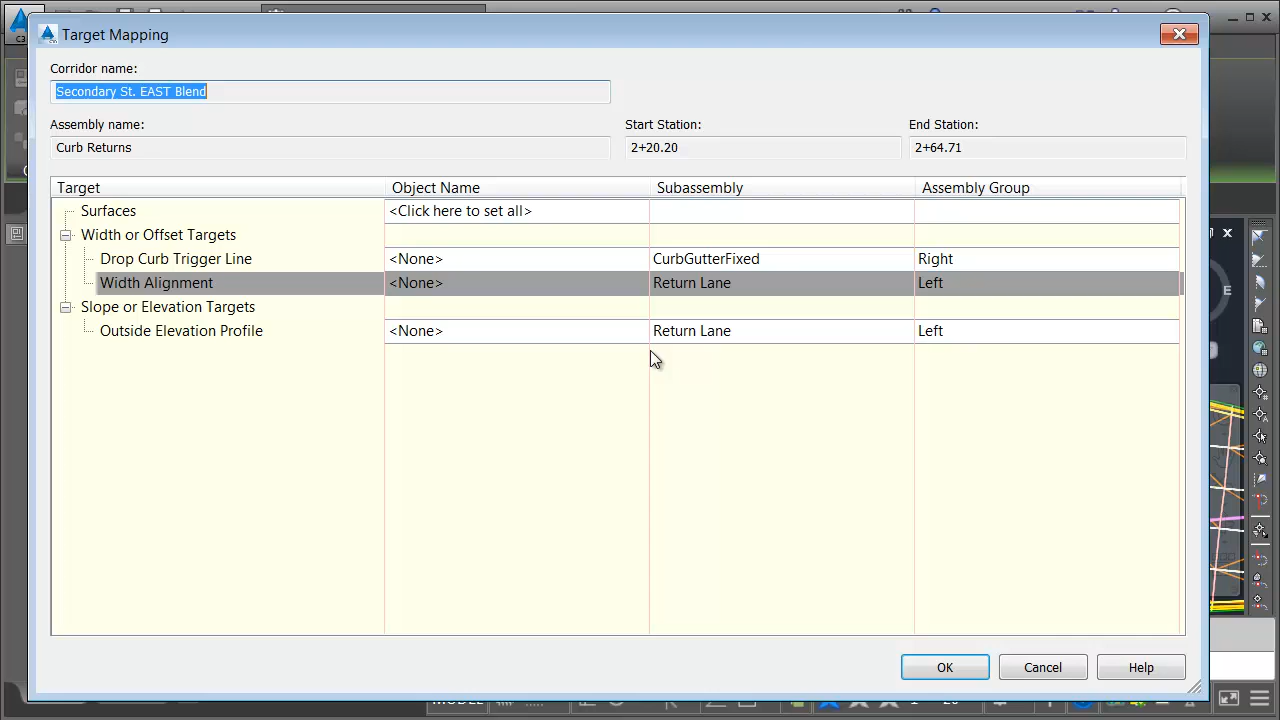 Target Mapping
Corridor name:
Secondary St. EAST Blend
Assembly name: Start Station: End Station:
Curb Returns 2+20.20 2+64.71
Target Object Name Subassembly Assembly Group
Surfaces <Click here to set all>
Width or Offset Targets
Drop Curb Trigger Line <None> CurbGutterFixed Right
Width Alignment <None> Return Lane Left
Slope or Elevation Targets
Outside Elevation Profile <None> Return Lane Left
E
OK Cancel Help